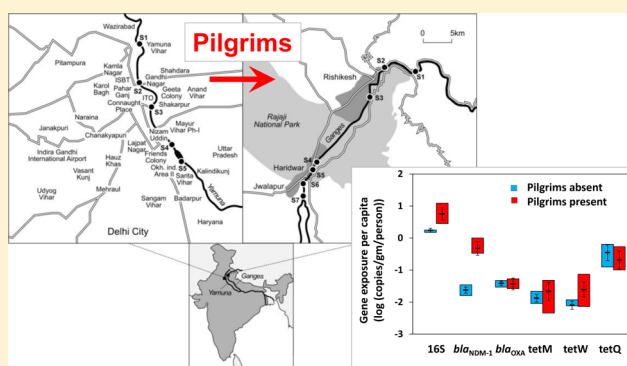 Wazirabad
S1
Yamuna
Vihar
Pitampura
Kamla
Nagar
Shahdara
ISBT
Gandhi
Nagar
S2
Karol
Bagh
Pahar
Ganj
Geeta
Colony
Anand
Vihar
ITO
Connaught
Place
S3
Shakarpur
Naraina
Chanakyapuri
Mayur
Vihar Ph-I
Janakpuri
Nizam
Uddin
S4
Lajpat
Nagar
Friends
Colony
Uttar
Pradesh
Indira Gandhi
International Airport
Hauz
Khas
Okh. ind.
Area II
S5
Sarita
Vihar
Kalindikunj
Vasant
Kunj
Mehraul
Udyog
Vihar
Sangam
Vihar
Badarpur
Yamuna
Haryana
Delhi City
Pilgrims
0 5km
Rishikesh
S2
S1
S3
Rajaji
National Park
Ganges
S4
Haridwar
S5
Jwalapur
S6
S7
Ganges
Yamuna
Pilgrims absent
Pilgrims present
Gene exposure per capita
(log (copies/gm/person))
2
1
0
-1
-2
-3
16S blaNDM-1 blaOXA tetM tetW tetQ